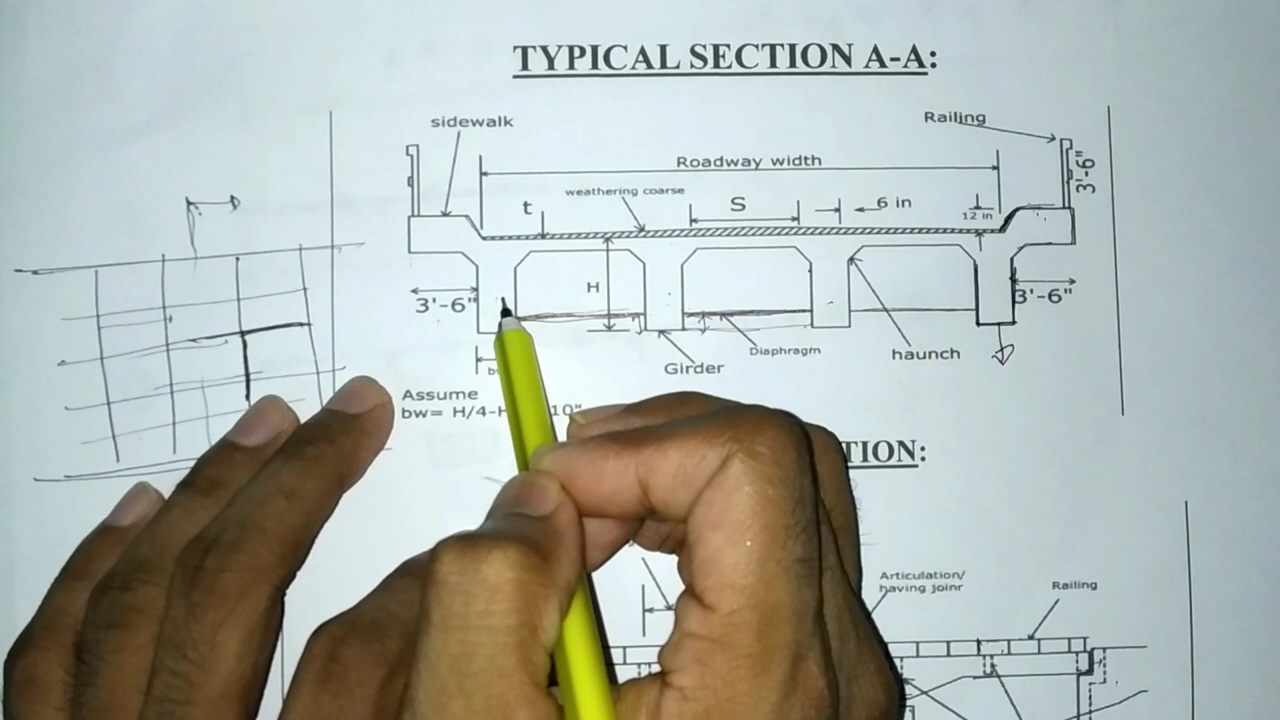 TYPICAL SECTION A-A:
sidewalk
Railing
Roadway width
3'-6"
weathering coarse
t
S
6 in
12 in
H
3'-6"
3'-6"
Diaphragm
haunch
Girder
Assume
bw= H/4-H 10"
TION:
Articulation/
having joinr
Railing